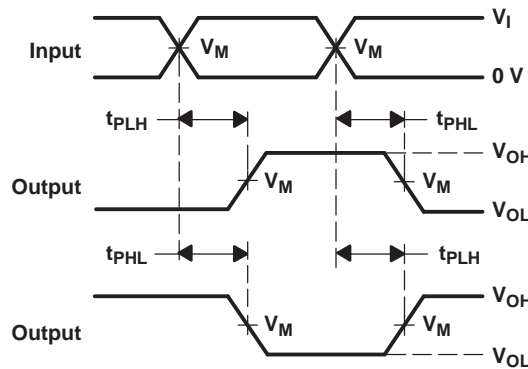 V_I
Input
V_M
V_M
0 V
t_PLH
t_PHL
V_OH
Output
V_M
V_M
V_OL
t_PHL
t_PLH
V_OH
Output
V_M
V_M
V_OL